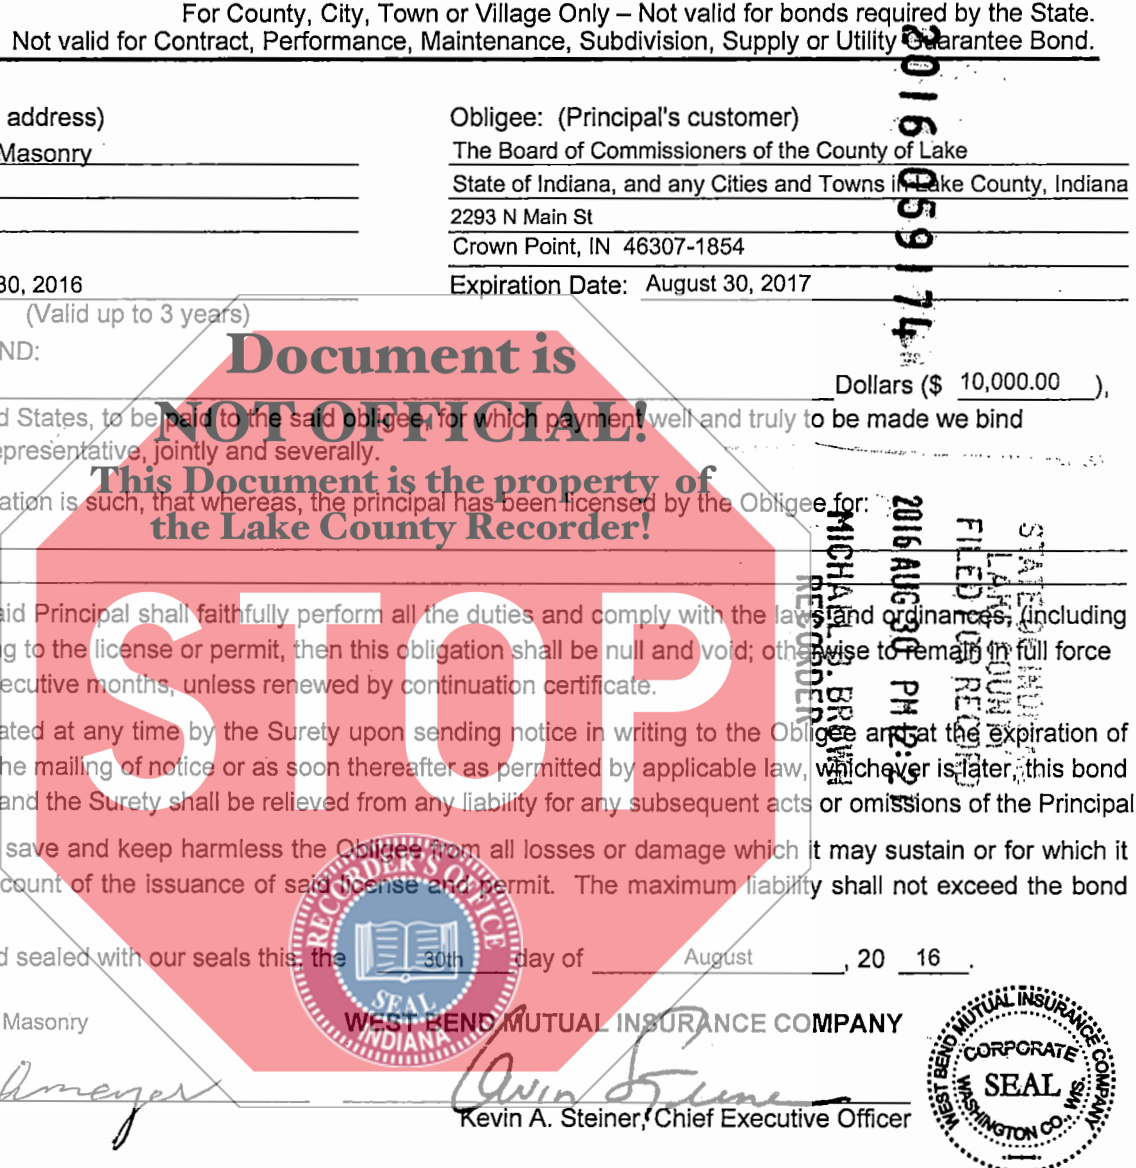 For County, City, Town or Village Only – Not valid for bonds required by the State.
Not valid for Contract, Performance, Maintenance, Subdivision, Supply or Utility Guarantee Bond.
2016 059174
address)
Obligee: (Principal's customer)
Masonry
The Board of Commissioners of the County of Lake
State of Indiana, and any Cities and Towns in Lake County, Indiana
2293 N Main St
Crown Point, IN 46307-1854
30, 2016
Expiration Date: August 30, 2017
(Valid up to 3 years)
ND:
Document is
Dollars ($ 10,000.00 ),
NOT OFFICIAL!
d States, to be paid to the said obligee, for which payment well and truly to be made we bind
presentative, jointly and severally.
This Document is the property of
the Lake County Recorder!
ation is such, that whereas, the principal has been licensed by the Obligee for:
STATE OF INDIANA
LAKE COUNTY
FILED FOR RECORD
2016 AUG 30 PM 12:21
MICHAEL B. BROWN
RECORDER
STOP
aid Principal shall faithfully perform all the duties and comply with the laws and ordinances, (including
g to the license or permit, then this obligation shall be null and void; otherwise to remain in full force
ecutive months, unless renewed by continuation certificate.
ated at any time by the Surety upon sending notice in writing to the Obligee and at the expiration of
he mailing of notice or as soon thereafter as permitted by applicable law, whichever is later, this bond
and the Surety shall be relieved from any liability for any subsequent acts or omissions of the Principal
save and keep harmless the Obligee from all losses or damage which it may sustain or for which it
count of the issuance of said license and permit. The maximum liability shall not exceed the bond
RECORDER'S OFFICE
SEAL
INDIANA
d sealed with our seals this, the 30th day of August , 20 16 .
Masonry
WEST BEND MUTUAL INSURANCE COMPANY
Kevin A. Steiner, Chief Executive Officer
WEST BEND MUTUAL INSURANCE COMPANY
CORPORATE
SEAL
WASHINGTON CO., WIS.